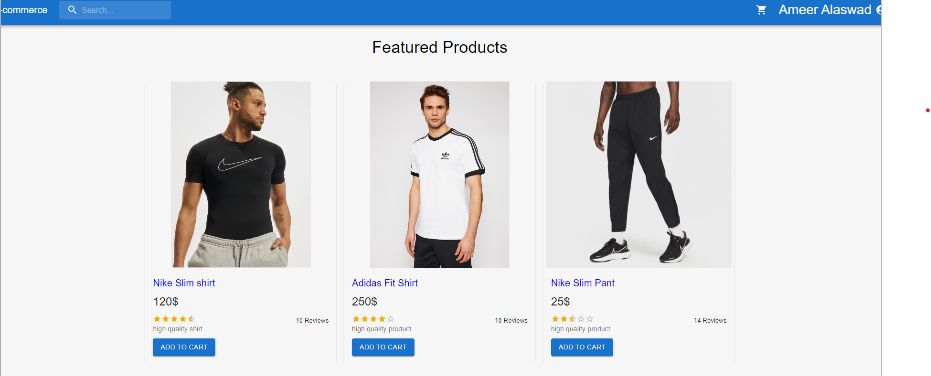 -commerce
Search...
Ameer Alaswad
Featured Products
Nike Slim shirt
120$
10 Reviews
high quality shirt
ADD TO CART
Adidas Fit Shirt
250$
10 Reviews
high quality product
ADD TO CART
Nike Slim Pant
25$
14 Reviews
high quality product
ADD TO CART